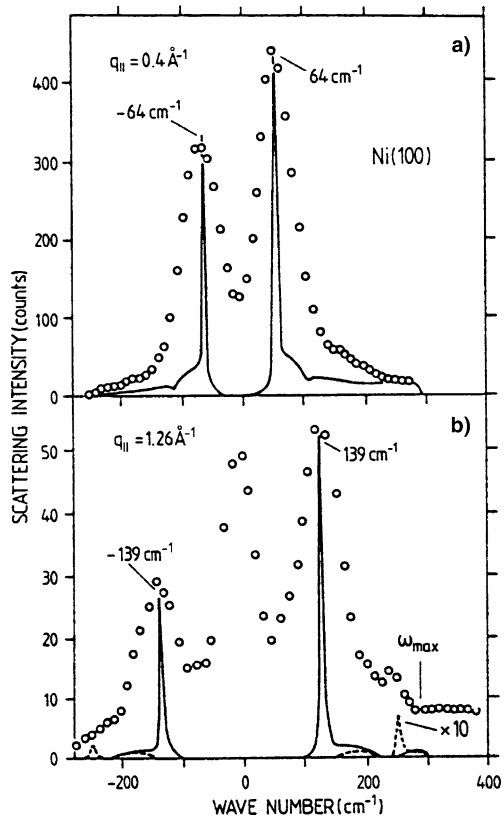 a)
q₍ıı₎ = 0.4 Å⁻¹
64 cm⁻¹
-64 cm⁻¹
Ni(100)
400
300
200
100
0
SCATTERING INTENSITY (counts)
b)
q₍ıı₎ = 1.26 Å⁻¹
139 cm⁻¹
-139 cm⁻¹
ωmax
×10
50
40
30
20
10
0
-200
0
200
400
WAVE NUMBER (cm⁻¹)